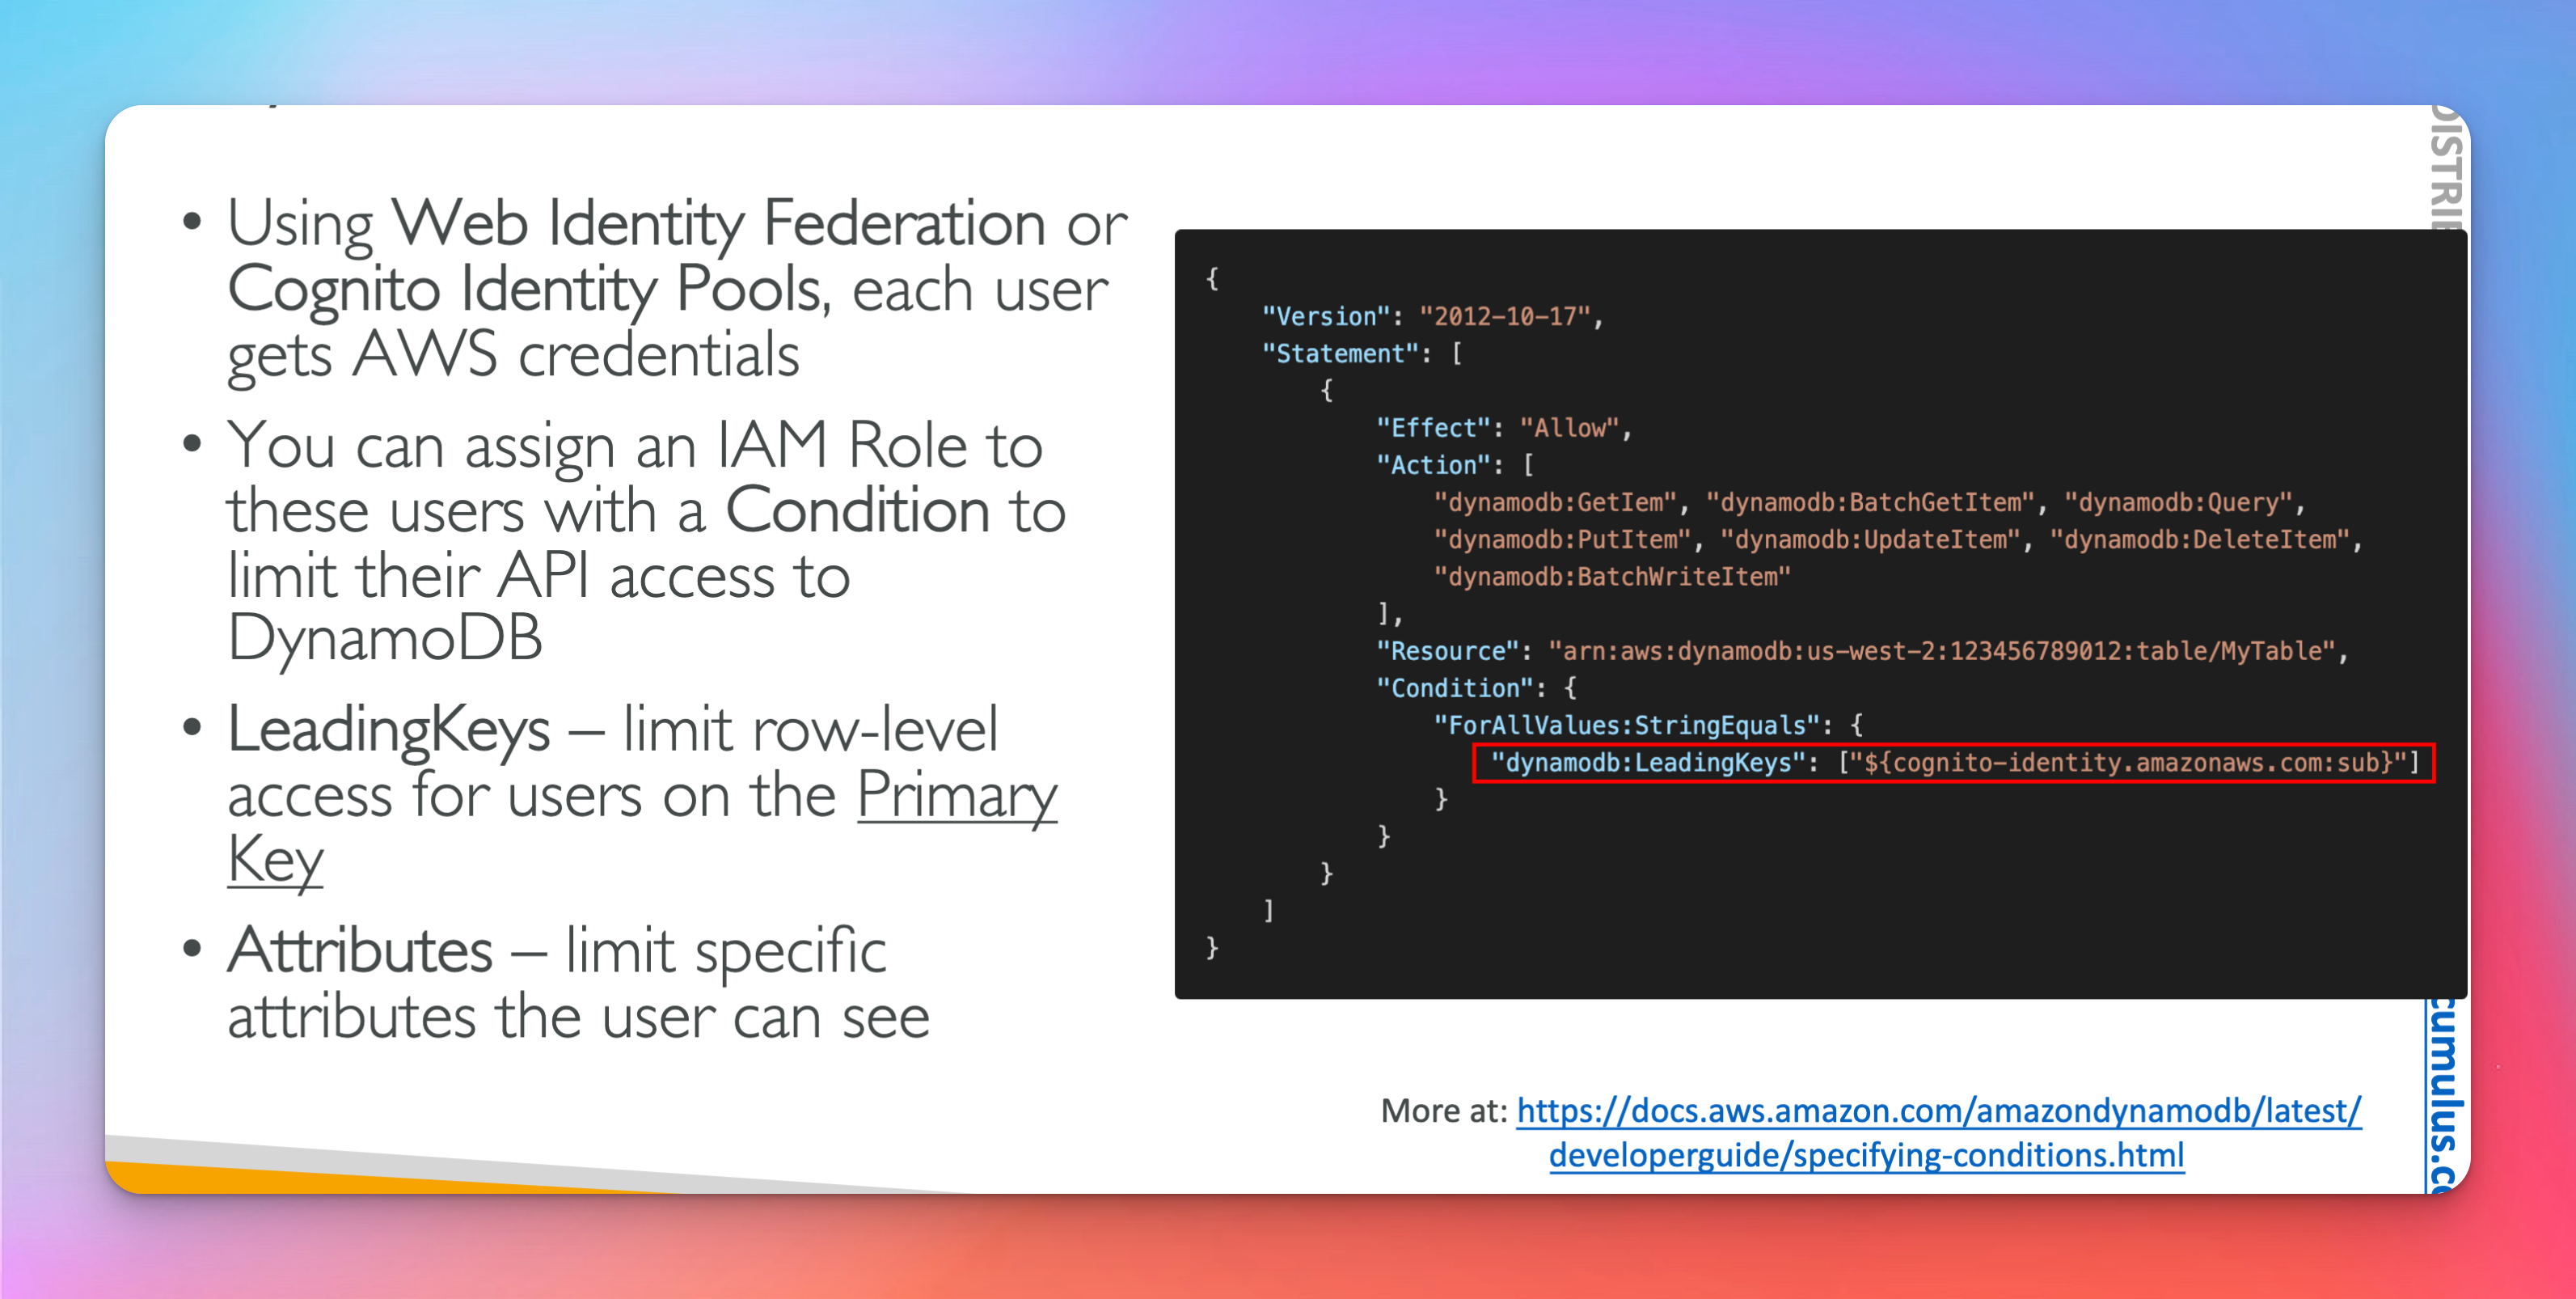 • Using Web Identity Federation or
Cognito Identity Pools, each user
gets AWS credentials
• You can assign an IAM Role to
these users with a Condition to
limit their API access to
DynamoDB
• LeadingKeys – limit row-level
access for users on the Primary
Key
• Attributes – limit specific
attributes the user can see
{
"Version": "2012-10-17",
"Statement": [
{
"Effect": "Allow",
"Action": [
"dynamodb:GetIem", "dynamodb:BatchGetItem", "dynamodb:Query",
"dynamodb:PutItem", "dynamodb:UpdateItem", "dynamodb:DeleteItem",
"dynamodb:BatchWriteItem"
],
"Resource": "arn:aws:dynamodb:us-west-2:123456789012:table/MyTable",
"Condition": {
"ForAllValues:StringEquals": {
"dynamodb:LeadingKeys": ["${cognito-identity.amazonaws.com:sub}"]
}
}
}
]
}
More at: https://docs.aws.amazon.com/amazondynamodb/latest/
developerguide/specifying-conditions.html